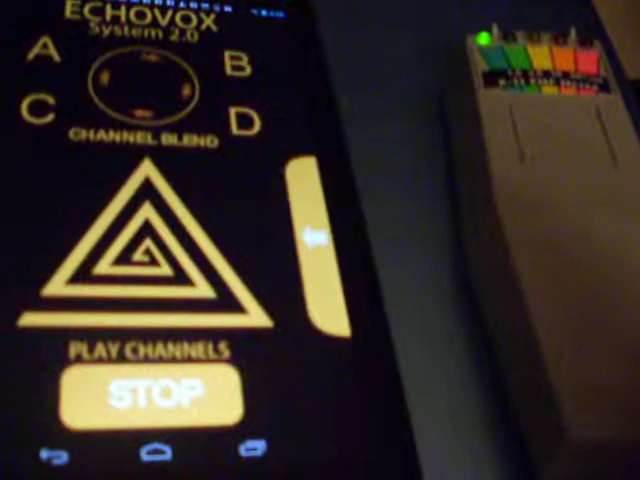 ECHOVOX
System 2.0
A
B
C
D
CHANNEL BLEND
PLAY CHANNELS
STOP